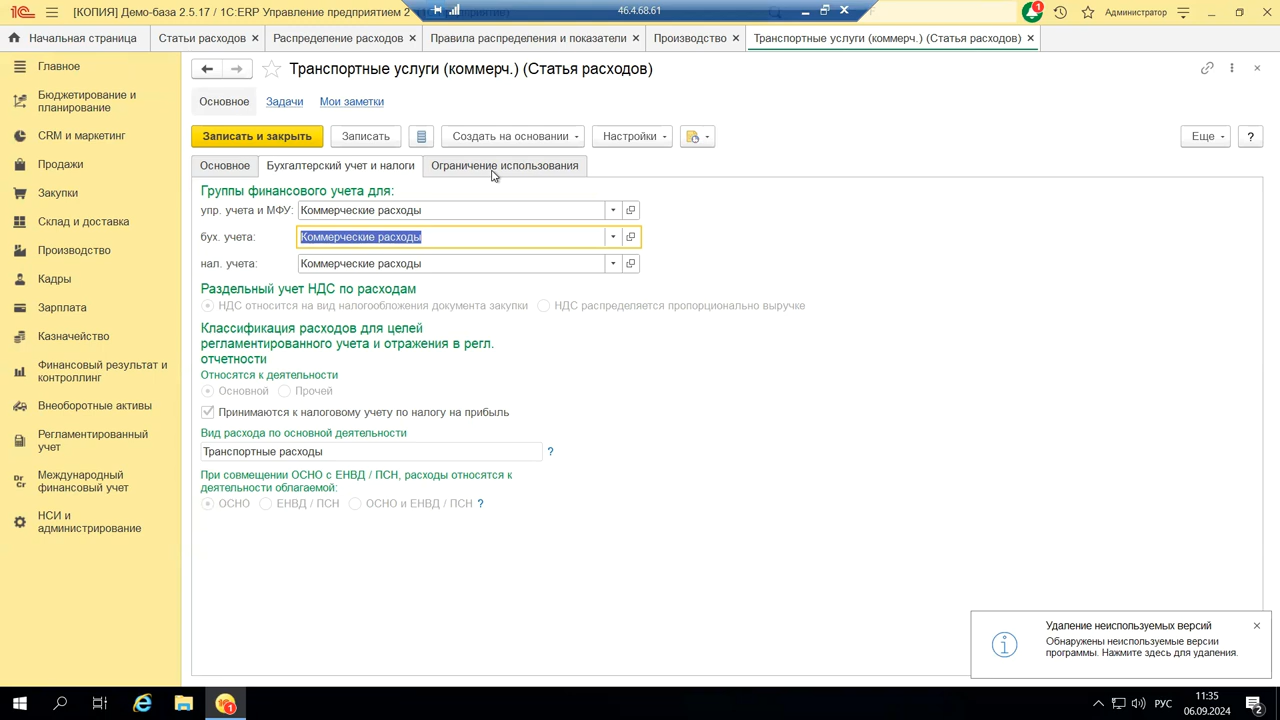 [КОПИЯ] Демо-база 2.5.17 / 1С:ERP Управление предприятием 2
46.4.68.61
Администратор
1
Начальная страница
Статьи расходов
Распределение расходов
Правила распределения и показатели
Производство
Транспортные услуги (коммерч.) (Статья расходов)
Главное
Бюджетирование и
планирование
CRM и маркетинг
Продажи
Закупки
Склад и доставка
Производство
Кадры
Зарплата
Казначейство
Финансовый результат и
контроллинг
Внеоборотные активы
Регламентированный
учет
Dr
Cr
Международный
финансовый учет
НСИ и
администрирование
Транспортные услуги (коммерч.) (Статья расходов)
Основное Задачи Мои заметки
Записать и закрыть Записать Создать на основании Настройки Еще ?
Основное Бухгалтерский учет и налоги Ограничение использования
Группы финансового учета для:
упр. учета и МФУ: Коммерческие расходы
бух. учета: Коммерческие расходы
нал. учета: Коммерческие расходы
Раздельный учет НДС по расходам
НДС относится на вид налогообложения документа закупки НДС распределяется пропорционально выручке
Классификация расходов для целей
регламентированного учета и отражения в регл.
отчетности
Относятся к деятельности
Основной Прочей
Принимаются к налоговому учету по налогу на прибыль
Вид расхода по основной деятельности
Транспортные расходы ?
При совмещении ОСНО с ЕНВД / ПСН, расходы относятся к
деятельности облагаемой:
ОСНО ЕНВД / ПСН ОСНО и ЕНВД / ПСН ?
Удаление неиспользуемых версий
Обнаружены неиспользуемые версии
программы. Нажмите здесь для удаления.
1
РУС
11:35
06.09.2024
2